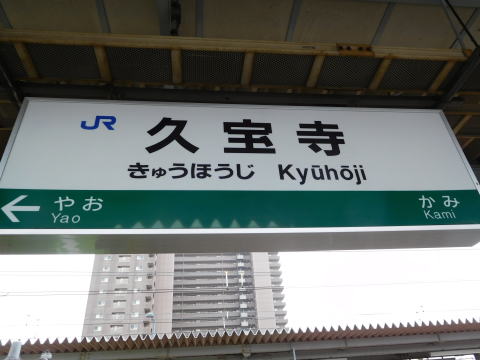 JR 久宝寺
きゅうほうじ Kyūhōji
← やお かみ
Yao Kami